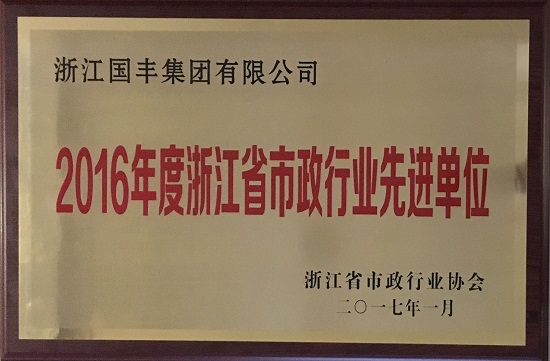 浙江国丰集团有限公司
2016年度浙江省市政行业先进单位
浙江省市政行业协会
二〇一七年一月